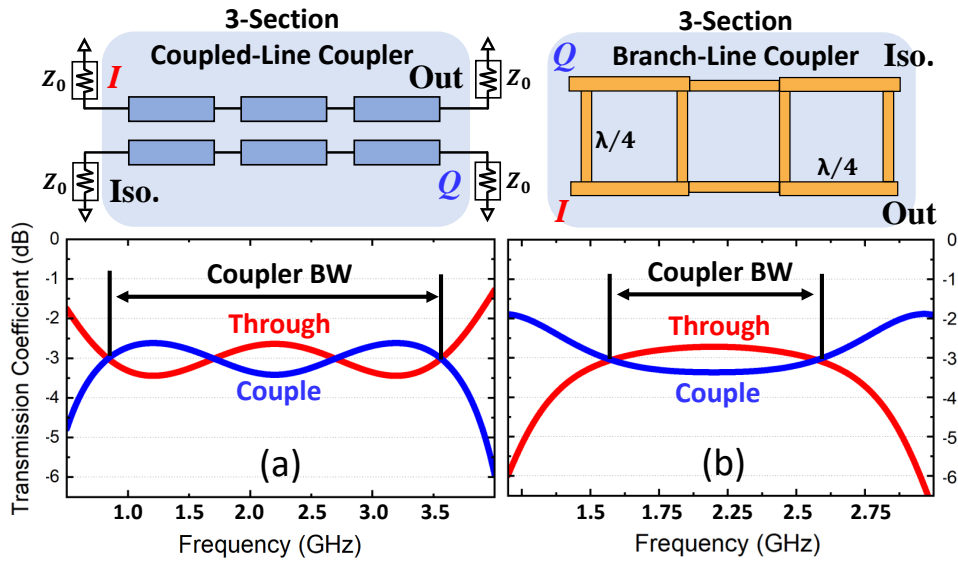 3-Section
Coupled-Line Coupler
Z0
I
Out
Z0
Z0
Iso.
Q
Z0
3-Section
Branch-Line Coupler
Q
Iso.
λ/4
λ/4
I
Out
Transmission Coefficient (dB)
0
-1
-2
-3
-4
-5
-6
Coupler BW
Through
Couple
(a)
1.0 1.5 2.0 2.5 3.0 3.5
Frequency (GHz)
Coupler BW
Through
Couple
(b)
0
-1
-2
-3
-4
-5
-6
1.5 1.75 2.25 2.5 2.75
Frequency (GHz)